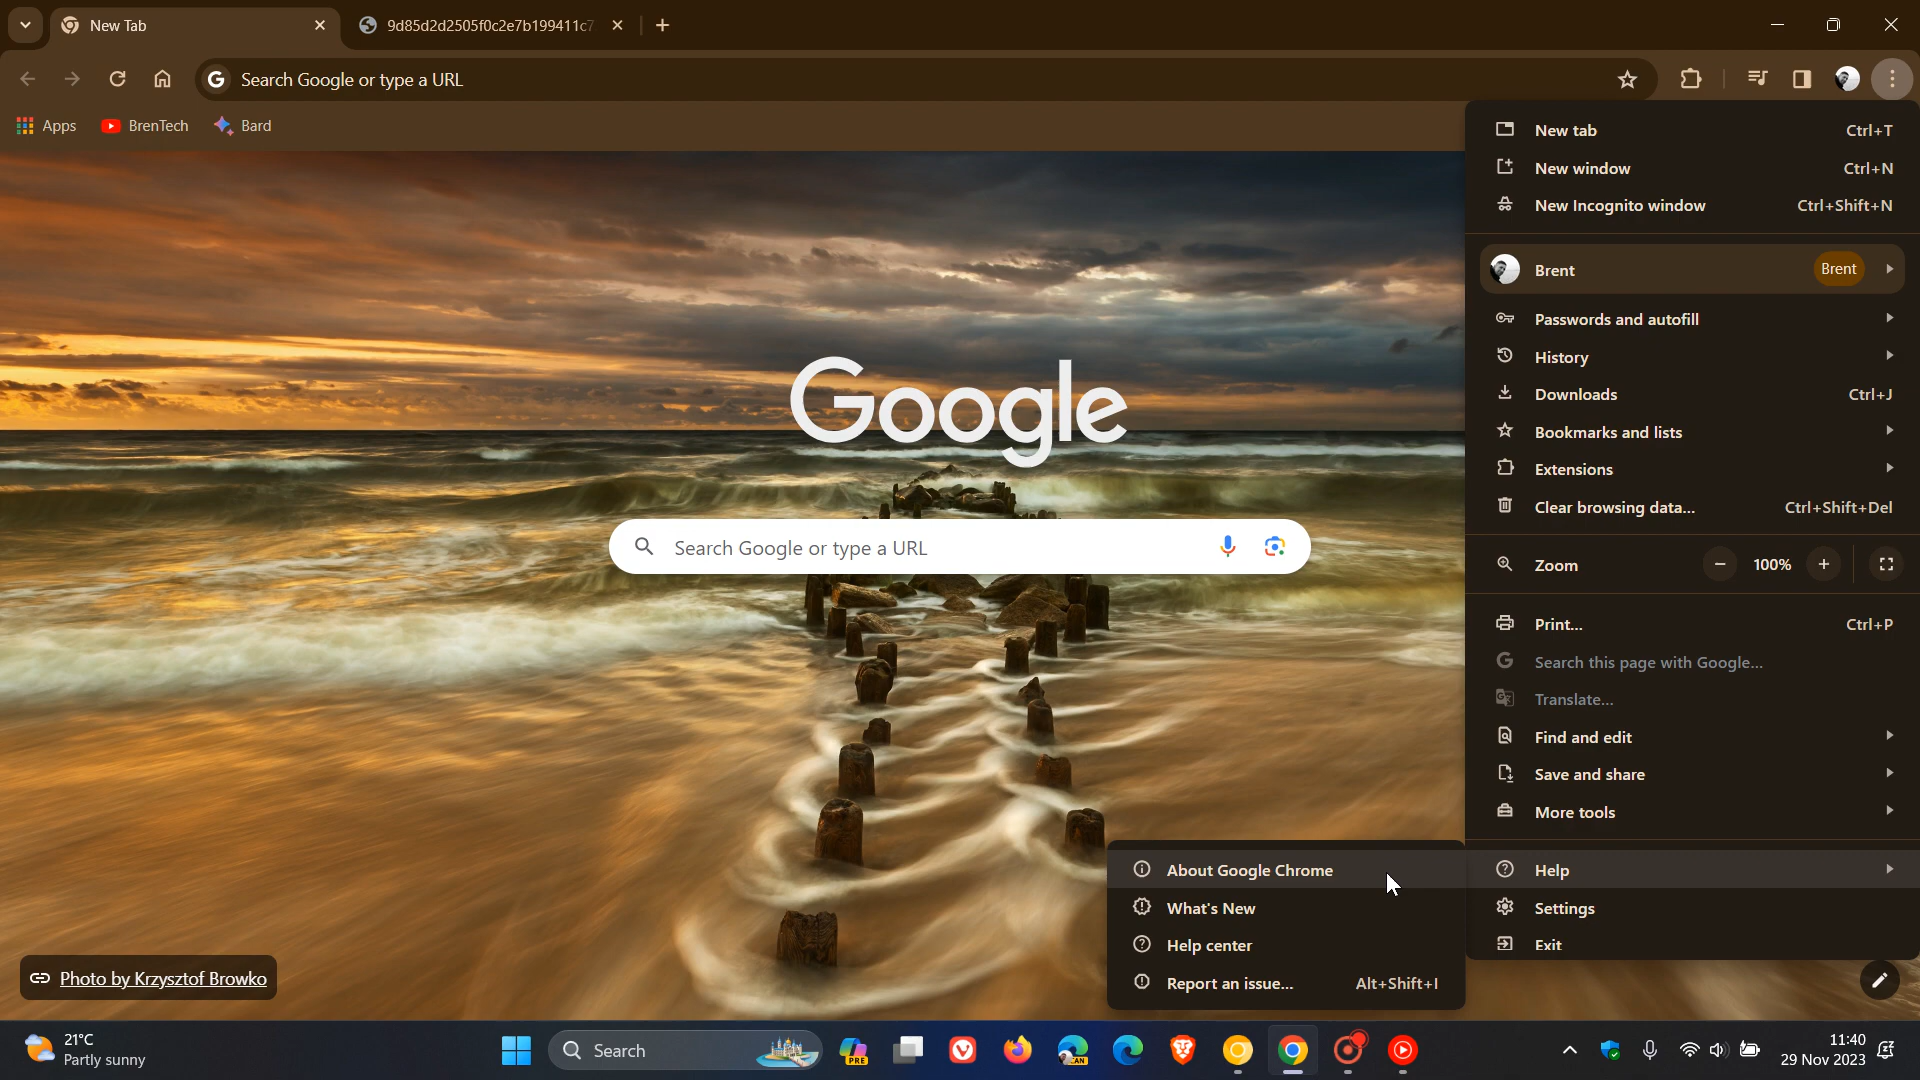 New Tab
9d85d2d2505f0c2e7b199411c7
Search Google or type a URL
Apps
BrenTech
Bard
New tab Ctrl+T
New window Ctrl+N
New Incognito window Ctrl+Shift+N
Brent Brent
Passwords and autofill
History
Downloads Ctrl+J
Bookmarks and lists
Extensions
Clear browsing data... Ctrl+Shift+Del
Zoom 100%
Print... Ctrl+P
Search this page with Google...
Translate...
Find and edit
Save and share
More tools
Help
Settings
Exit
Google
Search Google or type a URL
About Google Chrome
What's New
Help center
Report an issue... Alt+Shift+I
Photo by Krzysztof Browko
21°C
Partly sunny
Search
PRE
CAN
11:40
29 Nov 2023